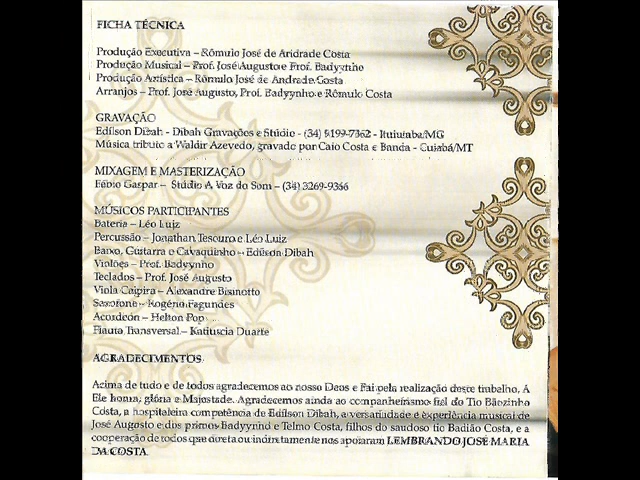 FICHA TÉCNICA
Produção Executiva – Rômulo José de Andrade Costa
Produção Musical – Prof. José Augusto e Prof. Badyynho
Produção Artística – Rômulo José de Andrade Costa
Arranjos – Prof. José Augusto, Prof. Badyynho e Rômulo Costa
GRAVAÇÃO
Edilson Dibah - Dibah Gravações e Studio - (34) 9199-7362 - Ituiutaba/MG
Música tributo a Waldir Azevedo, gravado por Caio Costa e Banda - Cuiabá/MT
MIXAGEM E MASTERIZAÇÃO
Fábio Gaspar – Stúdio A Voz do Som – (34) 3269-9366
MÚSICOS PARTICIPANTES
Bateria – Léo Luiz
Percussão – Jonathan Tesouro e Léo Luiz
Baixo, Guitarra e Cavaquinho – Edilson Dibah
Violões – Prof. Badyynho
Teclados – Prof. José Augusto
Viola Caipira – Alexandre Bisinotto
Saxofone – Rogério Fagundes
Acordeón – Helton Pop
Flauta Transversal – Katiuscia Duarte
AGRADECIMENTOS
Acima de tudo e de todos agradecemos ao nosso Deus e Pai pela realização deste trabalho, A
Ele honra, glória e Majestade. Agradecemos ainda ao companheirismo fiel do Tio Bãozinho
Costa, a hospitaleira competência de Edilson Dibah, a versatilidade e experiência musical de
José Augusto e dos primos Badyynho e Telmo Costa, filhos do saudoso tio Badião Costa, e a
cooperação de todos que direta ou indiretamente nos apoiaram LEMBRANDO JOSÉ MARIA
DA COSTA.